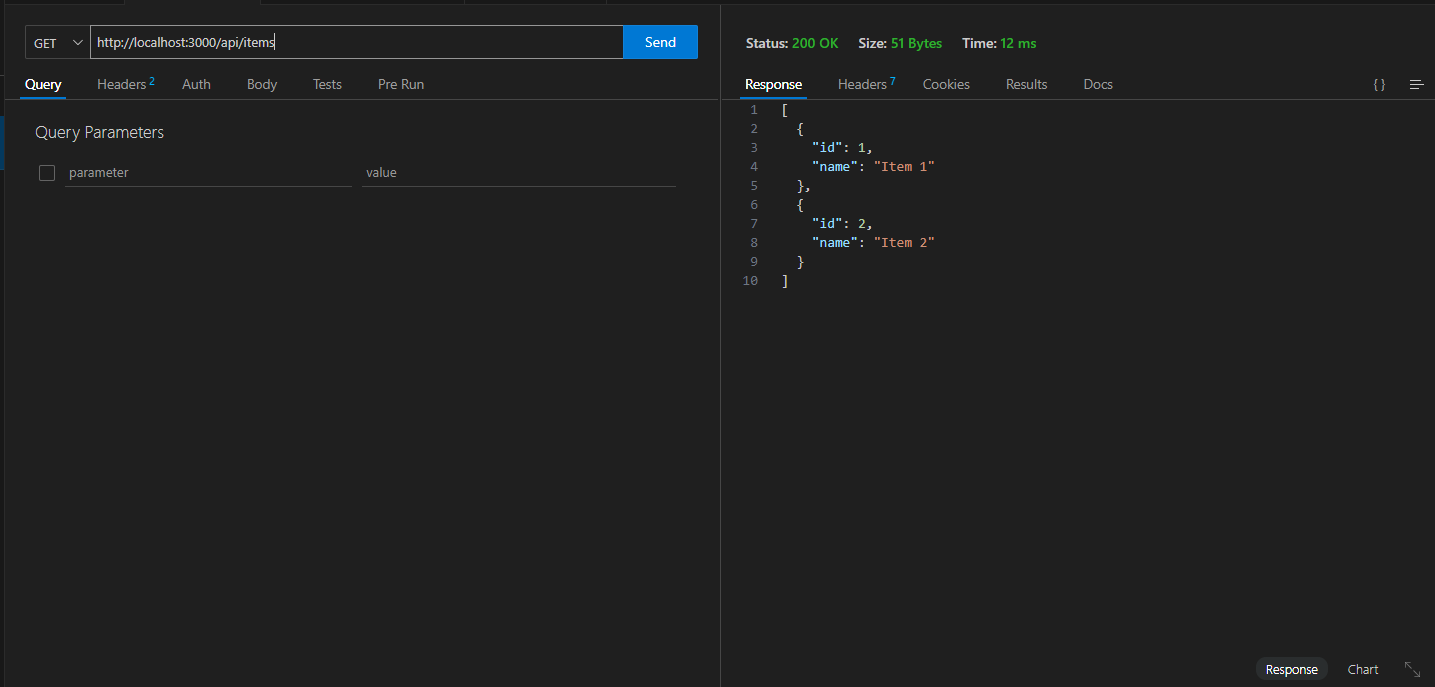 GET http://localhost:3000/api/items Send
Query Headers 2 Auth Body Tests Pre Run
Query Parameters
parameter value
Status: 200 OK Size: 51 Bytes Time: 12 ms
Response Headers 7 Cookies Results Docs { }
1 [
2 {
3 "id": 1,
4 "name": "Item 1"
5 },
6 {
7 "id": 2,
8 "name": "Item 2"
9 }
10 ]
Response Chart